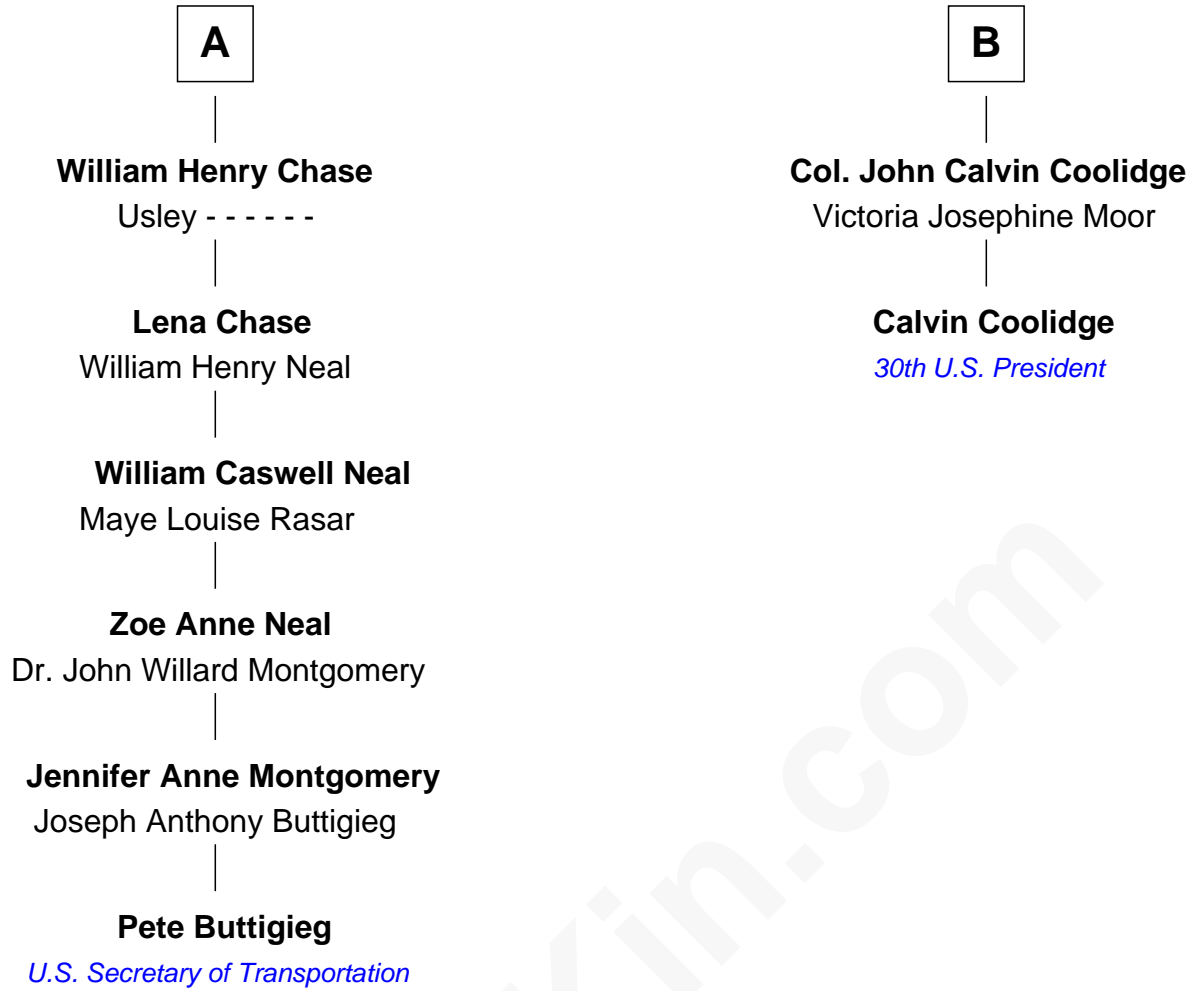 A
William Henry Chase
Usley - - - - - -
Lena Chase
William Henry Neal
William Caswell Neal
Maye Louise Rasar
Zoe Anne Neal
Dr. John Willard Montgomery
Jennifer Anne Montgomery
Joseph Anthony Buttigieg
Pete Buttigieg
U.S. Secretary of Transportation
B
Col. John Calvin Coolidge
Victoria Josephine Moor
Calvin Coolidge
30th U.S. President